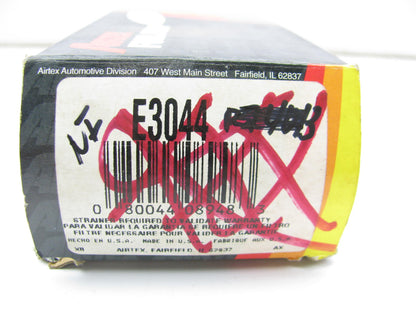 Airtex Automotive Division 407 West Main Street Fairfield, IL 62837
NI E3044
STRAINER REQUIRED TO VALIDATE WARRANTY
PARA VALIDAR LA GARANTIA SE REQUIERE UN FILTRO
FILTRE NECESSAIRE POUR VALIDER LA GARANTIE
HECHO EN U.S.A. MADE IN U.S.A. FABRIQUE AUX U.S.A.
AIRTEX, FAIRFIELD, IL 62837 AX